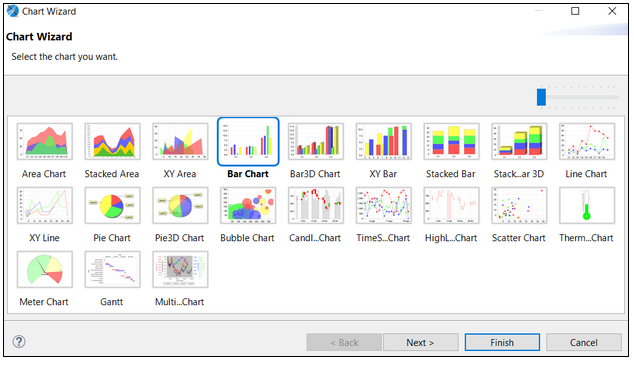 Chart Wizard
Chart Wizard
Select the chart you want.
Area Chart Stacked Area XY Area Bar Chart Bar3D Chart XY Bar Stacked Bar Stack...ar 3D Line Chart
XY Line Pie Chart Pie3D Chart Bubble Chart Candl...Chart TimeS...Chart HighL...Chart Scatter Chart Therm...Chart
Meter Chart Gantt Multi...Chart
? < Back Next > Finish Cancel